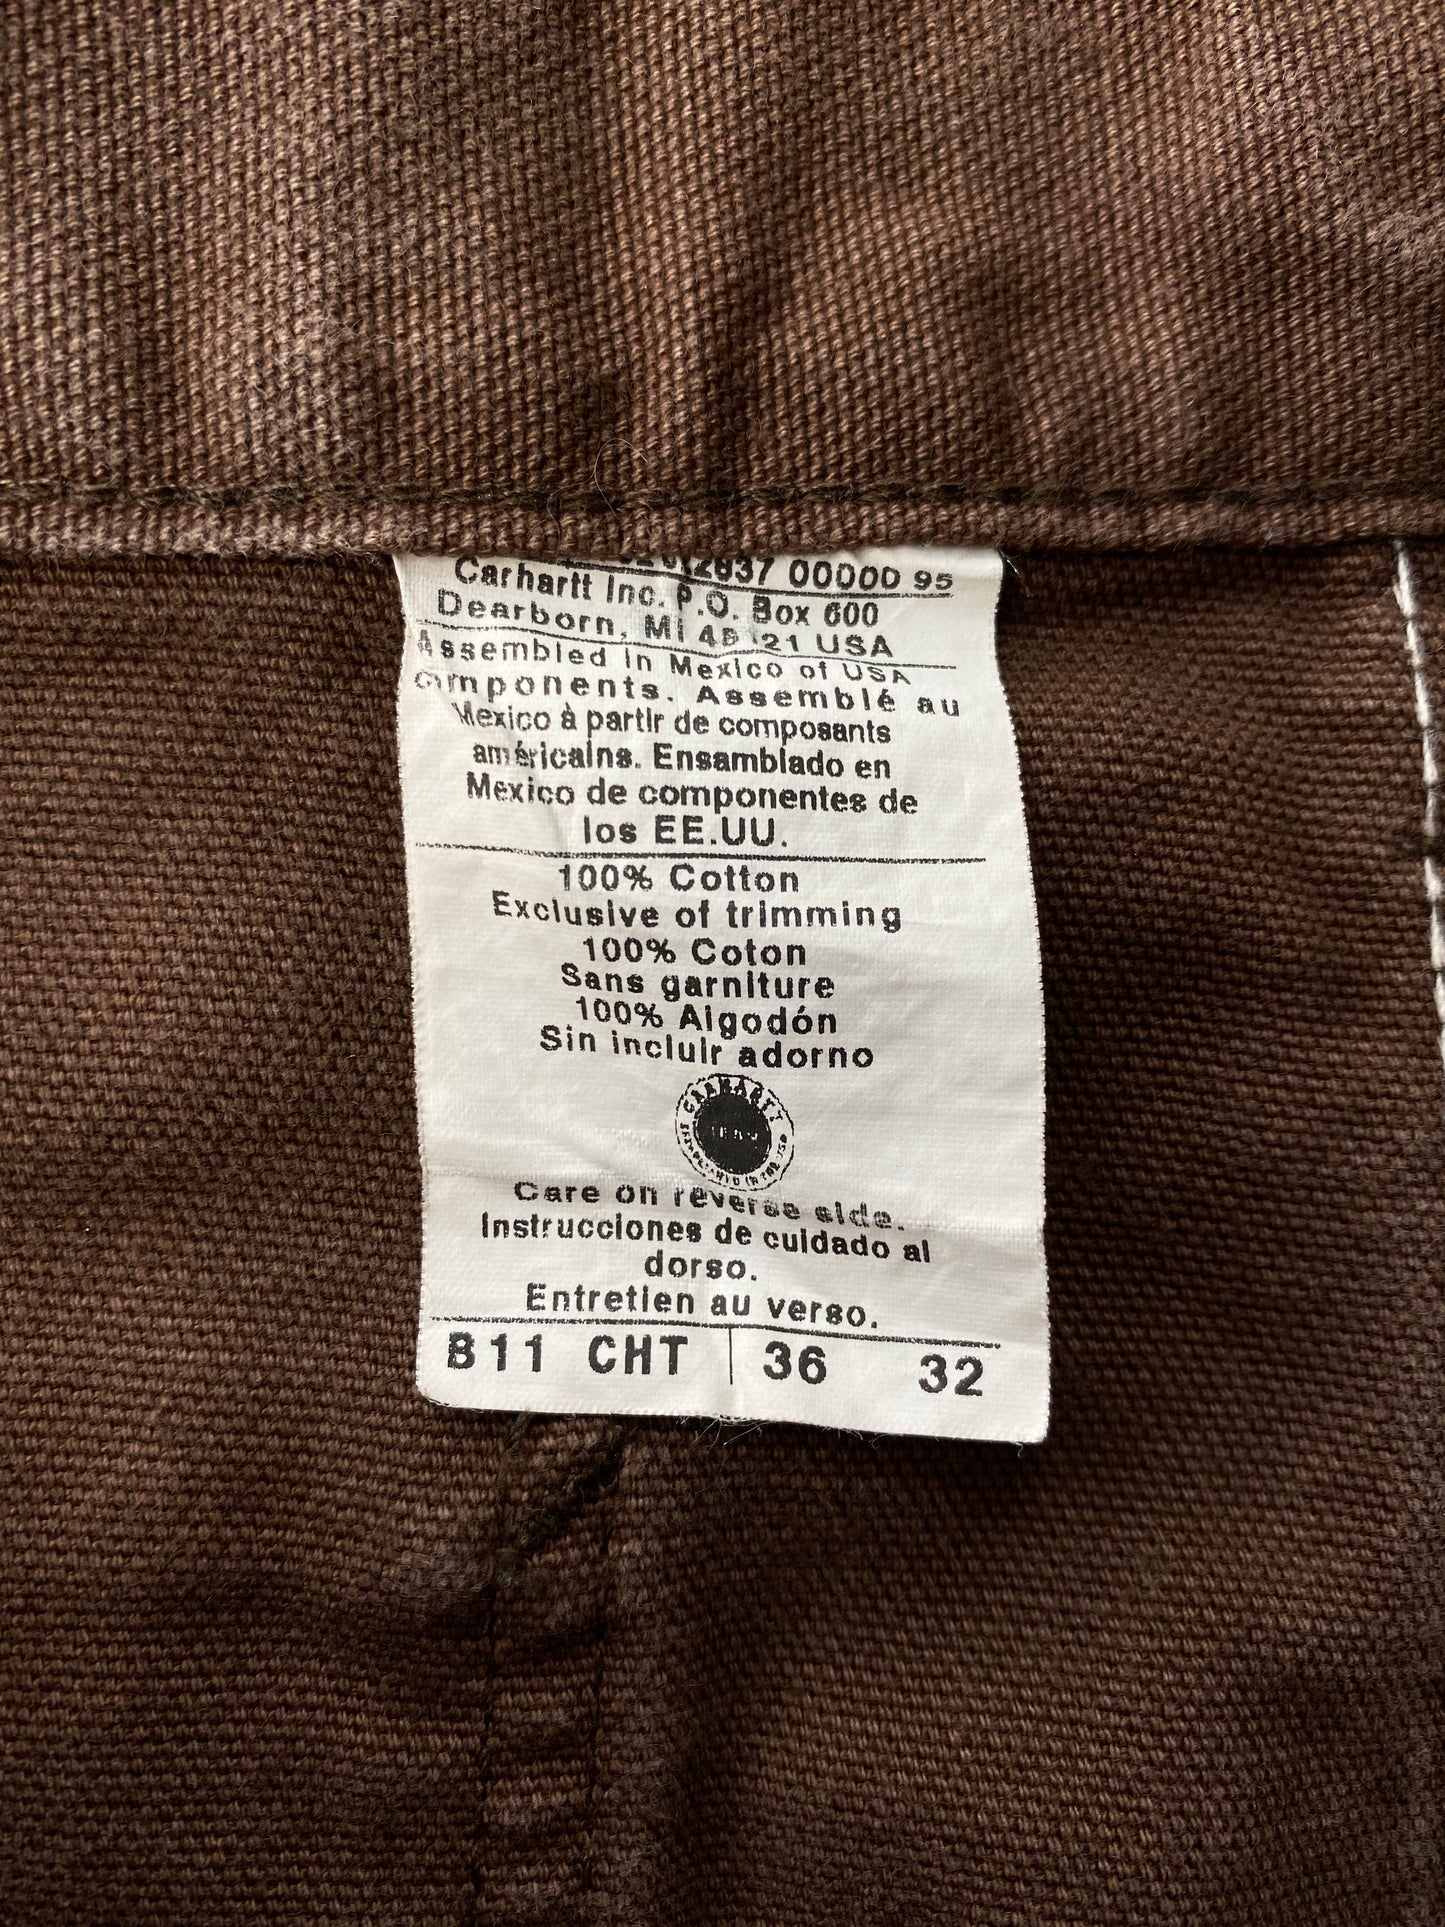 00000 95
Carhartt Inc. P.O. Box 600
Dearborn, MI USA
Assembled in Mexico of USA
components. Assemblé au
Mexico à partir de composants
américains. Ensamblado en
Mexico de componentes de
los EE.UU.
100% Cotton
Exclusive of trimming
100% Coton
Sans garniture
100% Algodón
Sin incluir adorno
CARHARTT
Care on reverse side.
Instrucciones de cuidado al
dorso.
Entretien au verso.
B11 CHT 36 32